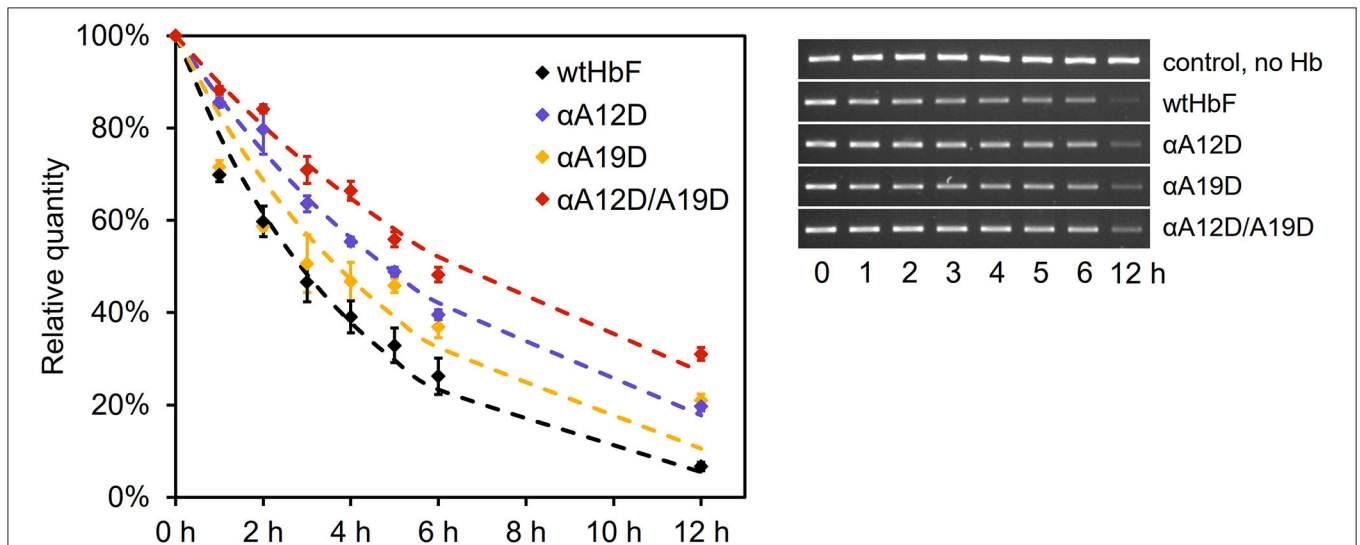 100%
80%
60%
40%
20%
0%
Relative quantity
0 h 2 h 4 h 6 h 8 h 10 h 12 h
wtHbF
αA12D
αA19D
αA12D/A19D
control, no Hb
wtHbF
αA12D
αA19D
αA12D/A19D
0 1 2 3 4 5 6 12 h